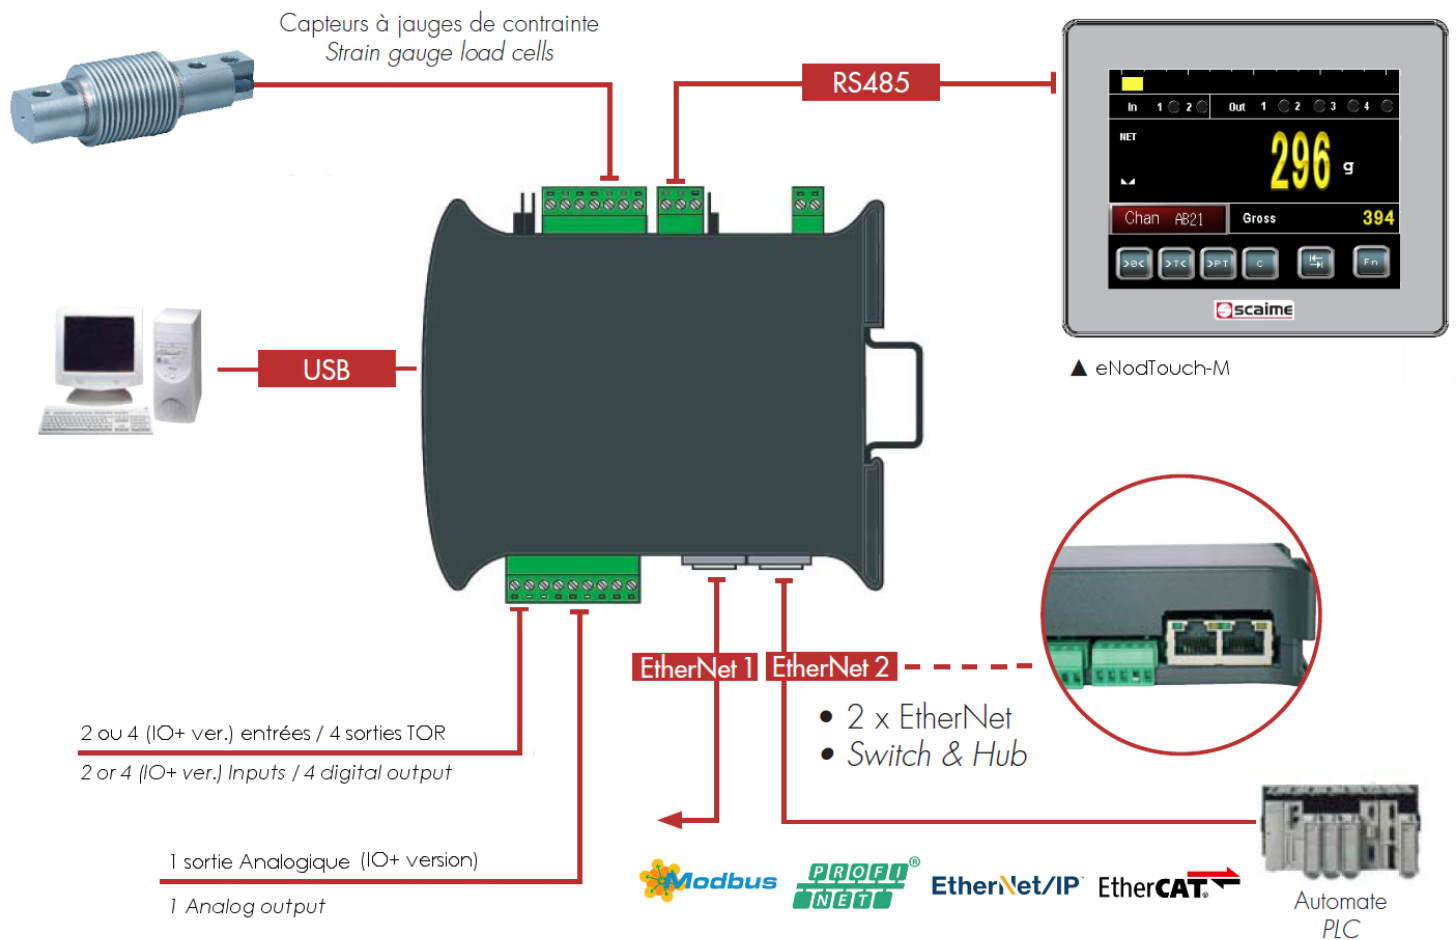 Capteurs à jauges de contrainte
Strain gauge load cells
RS485
In 1 2 Out 1 2 3 4
NET
296 g
Chan AB21 Gross 394
>0< >T< >PT C Fn
scaime
▲ eNodTouch-M
USB
EtherNet 1 EtherNet 2
• 2 x EtherNet
• Switch & Hub
2 ou 4 (IO+ ver.) entrées / 4 sorties TOR
2 or 4 (IO+ ver.) Inputs / 4 digital output
1 sortie Analogique (IO+ version)
1 Analog output
Modbus PROFI NET® EtherNet/IP EtherCAT®
Automate
PLC